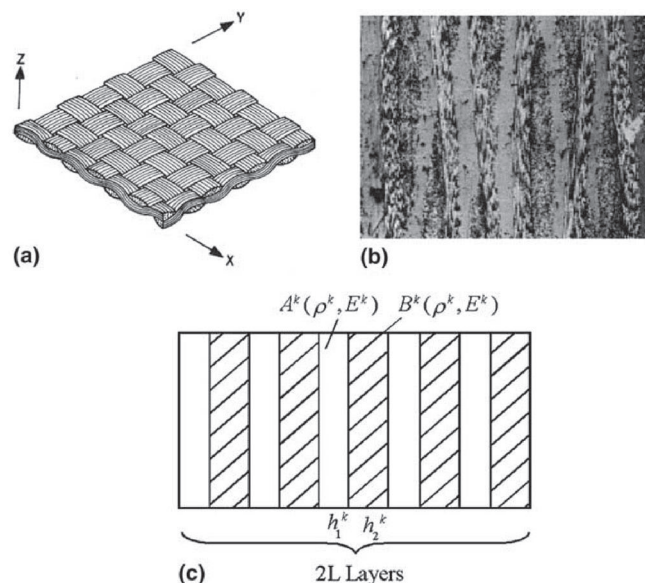 Y
Z
X
(a)
(b)
A^k(ρ^k, E^k) B^k(ρ^k, E^k)
h_1^k h_2^k
2L Layers
(c)